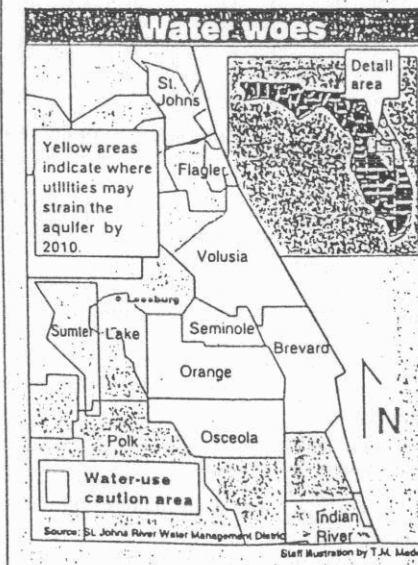 Water woes
Detail
area
St.
Johns
Yellow areas
indicate where
utilities may
strain the
aquifer by
2010.
Flagler
Volusia
Leesburg
Sumter
Lake
Seminole
Brevard
Orange
N
Polk
Osceola
Water-use
caution area
Indian
River
Source: St. Johns River Water Management District
Staff illustration by T.M.